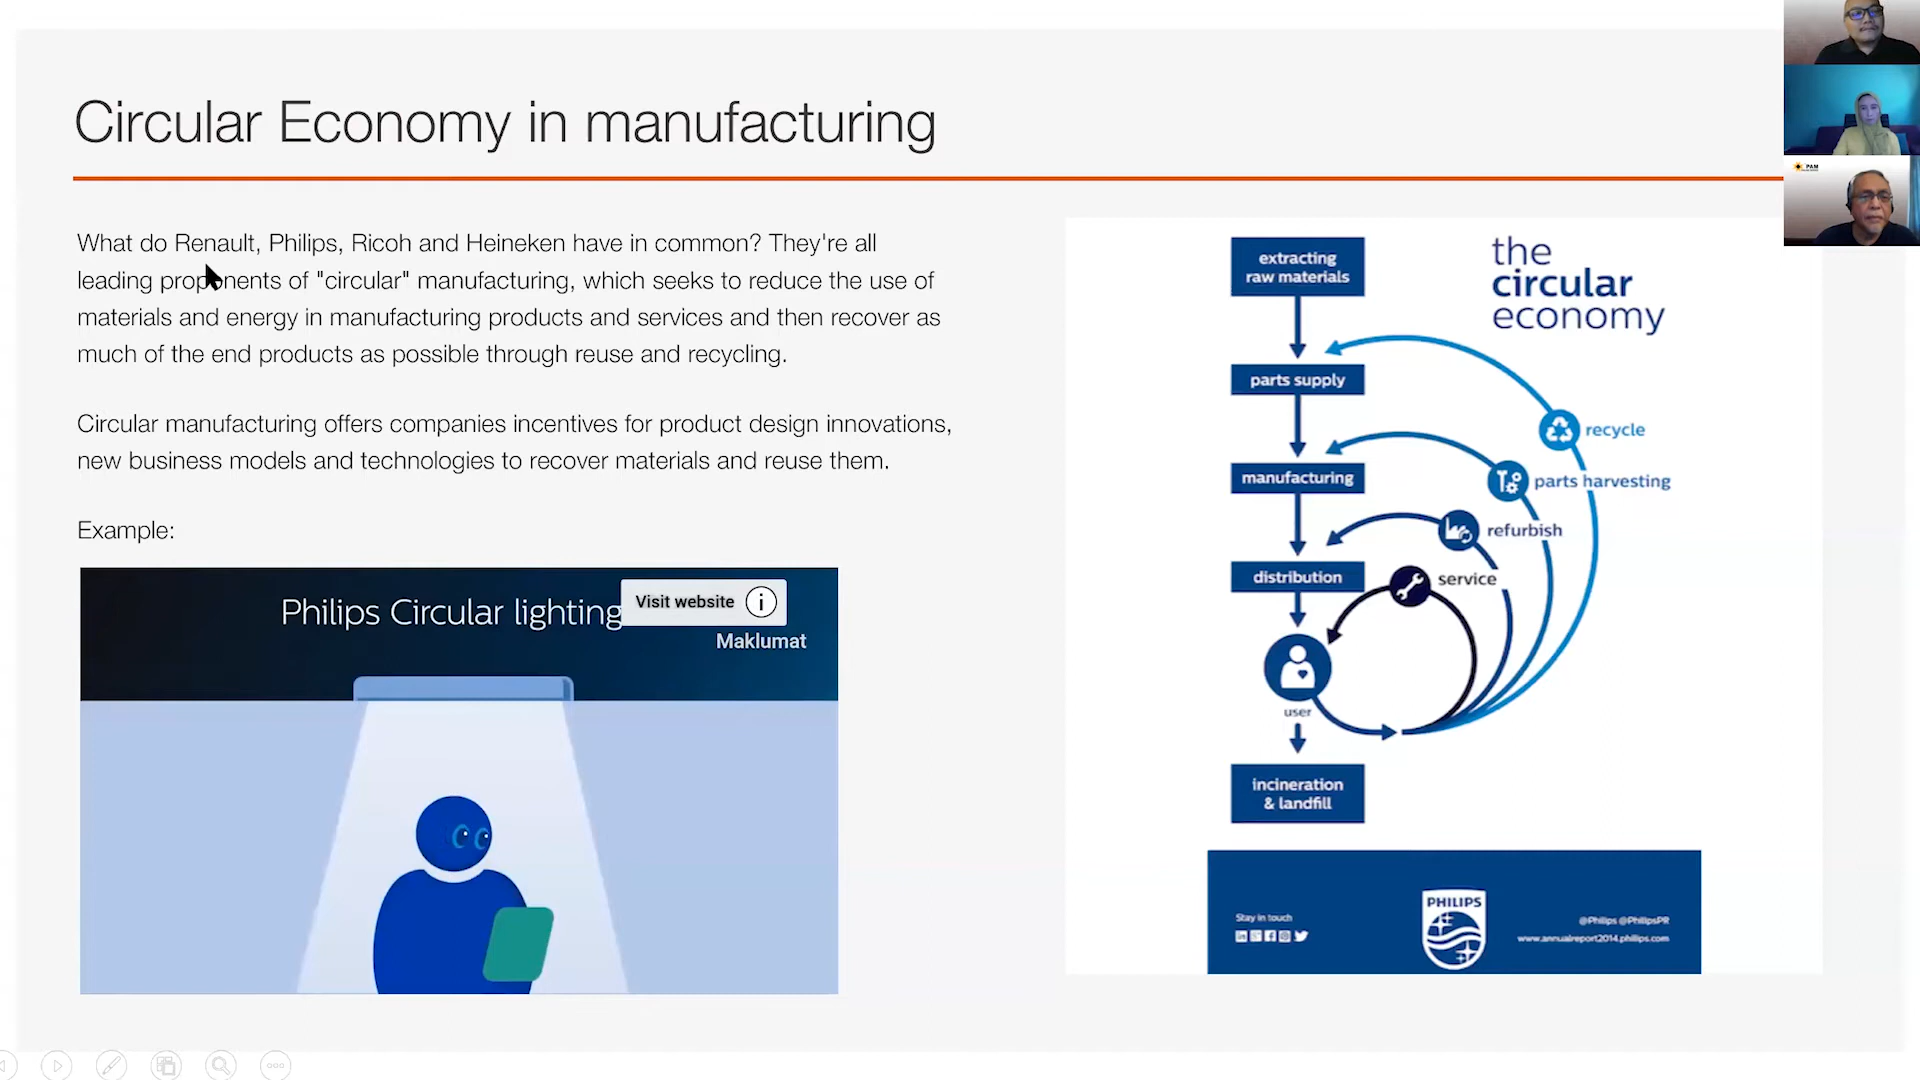 Circular Economy in manufacturing
What do Renault, Philips, Ricoh and Heineken have in common? They're all
leading proponents of "circular" manufacturing, which seeks to reduce the use of
materials and energy in manufacturing products and services and then recover as
much of the end products as possible through reuse and recycling.
Circular manufacturing offers companies incentives for product design innovations,
new business models and technologies to recover materials and reuse them.
Example:
Philips Circular lighting
Visit website
Maklumat
the
circular
economy
extracting
raw materials
parts supply
recycle
manufacturing
parts harvesting
refurbish
distribution
service
user
incineration
& landfill
Stay in touch
PHILIPS
@Philips @PhilipsPR
www.annualreport2014.philips.com
PAM